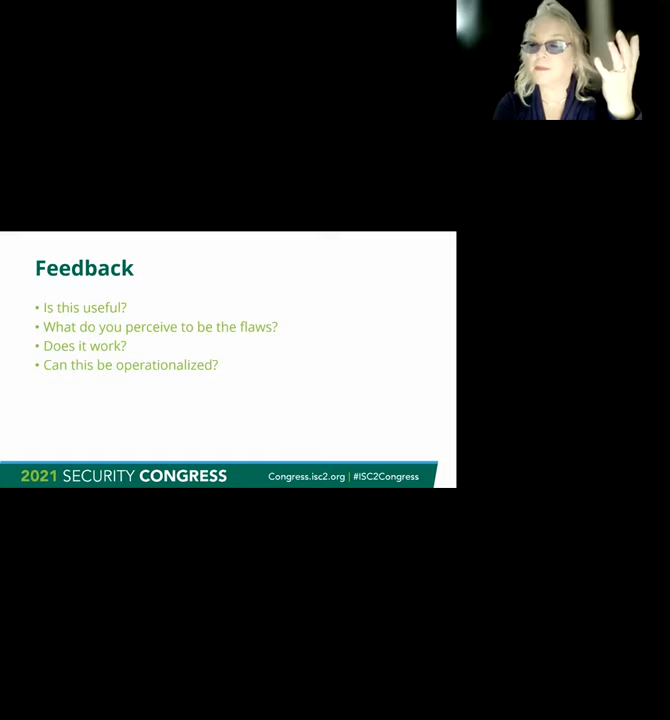 Feedback
• Is this useful?
• What do you perceive to be the flaws?
• Does it work?
• Can this be operationalized?
2021 SECURITY CONGRESS
Congress.isc2.org | #ISC2Congress